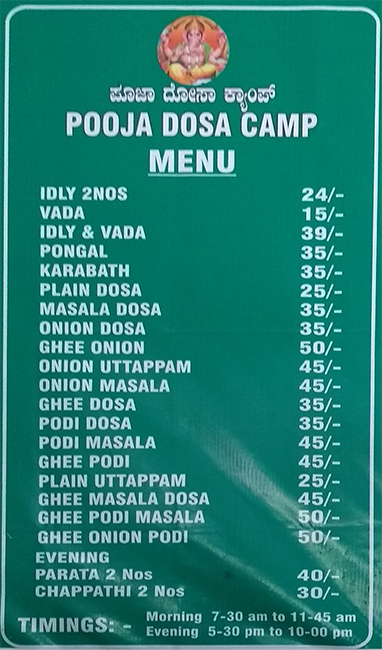 ಪೂಜಾ ದೋಸಾ ಕ್ಯಾಂಪ್
POOJA DOSA CAMP
MENU
IDLY 2NOS 24/-
VADA 15/-
IDLY & VADA 39/-
PONGAL 35/-
KARABATH 35/-
PLAIN DOSA 25/-
MASALA DOSA 35/-
ONION DOSA 35/-
GHEE ONION 50/-
ONION UTTAPPAM 45/-
ONION MASALA 45/-
GHEE DOSA 35/-
PODI DOSA 35/-
PODI MASALA 45/-
GHEE PODI 45/-
PLAIN UTTAPPAM 25/-
GHEE MASALA DOSA 45/-
GHEE PODI MASALA 50/-
GHEE ONION PODI 50/-
EVENING
PARATA 2 Nos 40/-
CHAPPATHI 2 Nos 30/-
TIMINGS: - Morning 7-30 am to 11-45 am
Evening 5-30 pm to 10-00 pm